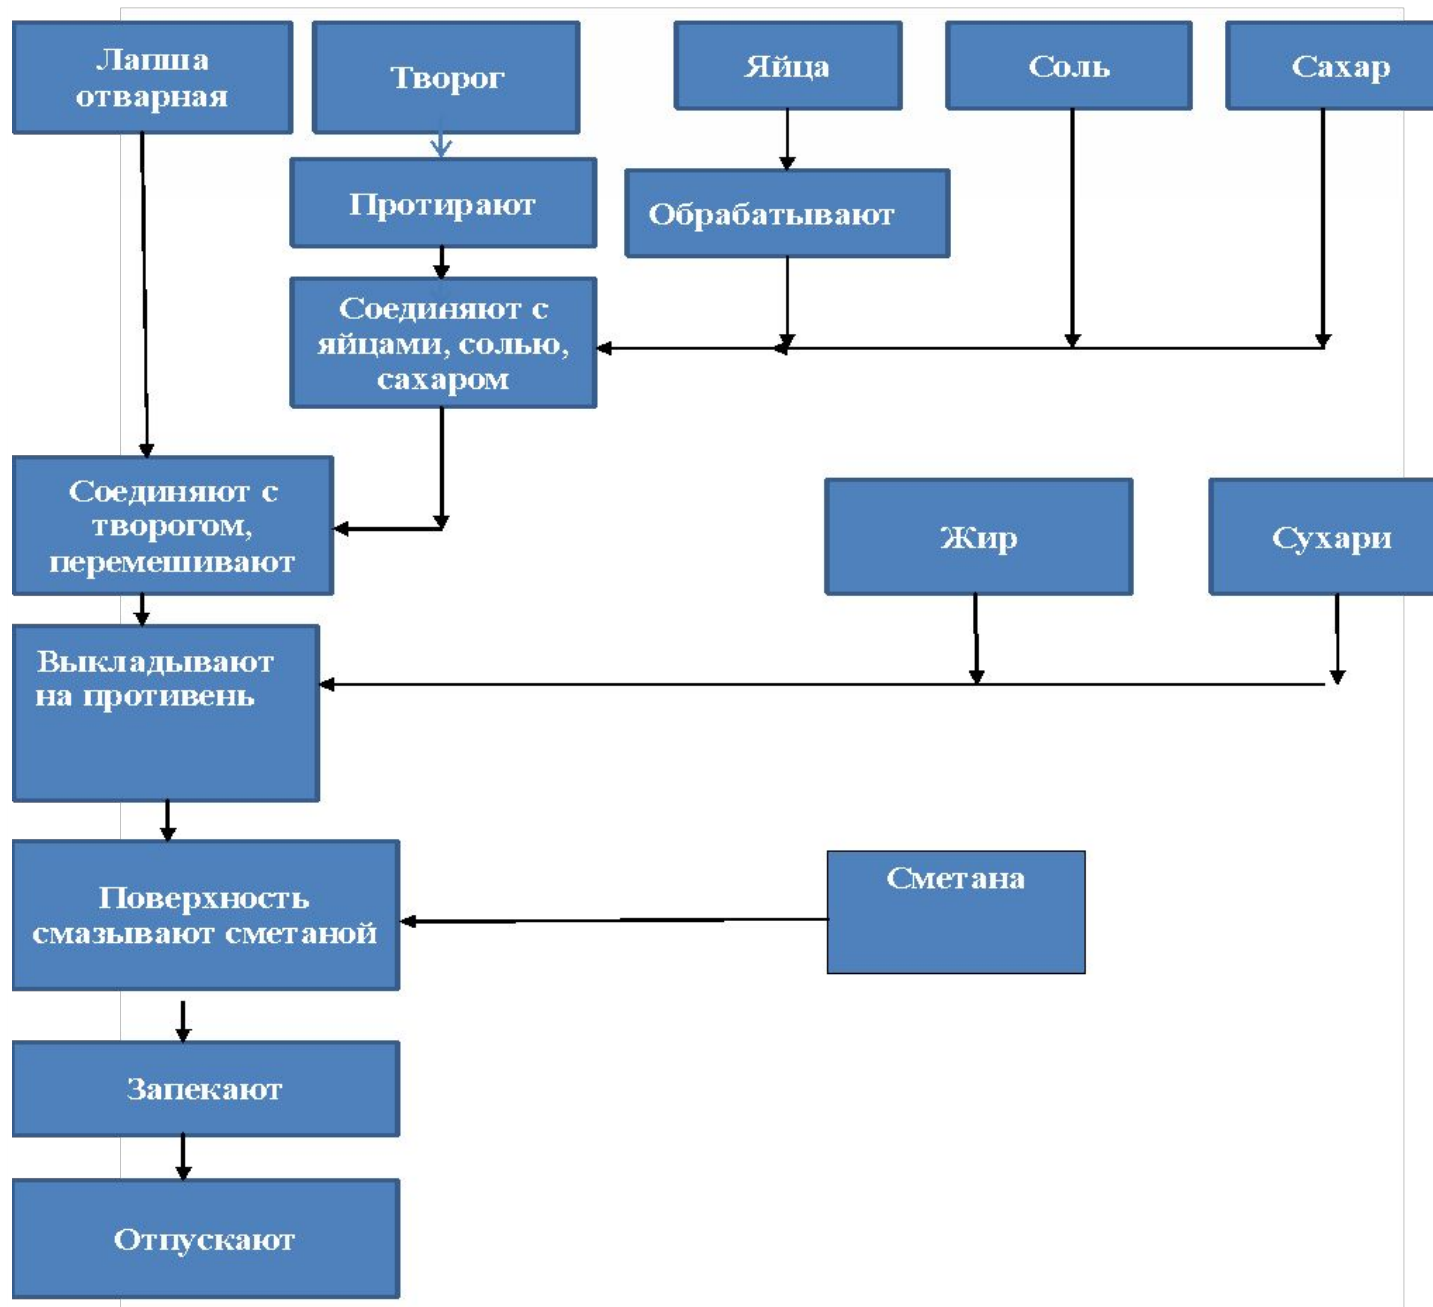 Лапша
отварная
Творог
Яйца
Соль
Сахар
Протирают
Обрабатывают
Соединяют с
яйцами, солью,
сахаром
Соединяют с
творогом,
перемешивают
Жир
Сухари
Выкладывают
на противень
Поверхность
смазывают сметаной
Сметана
Запекают
Отпускают